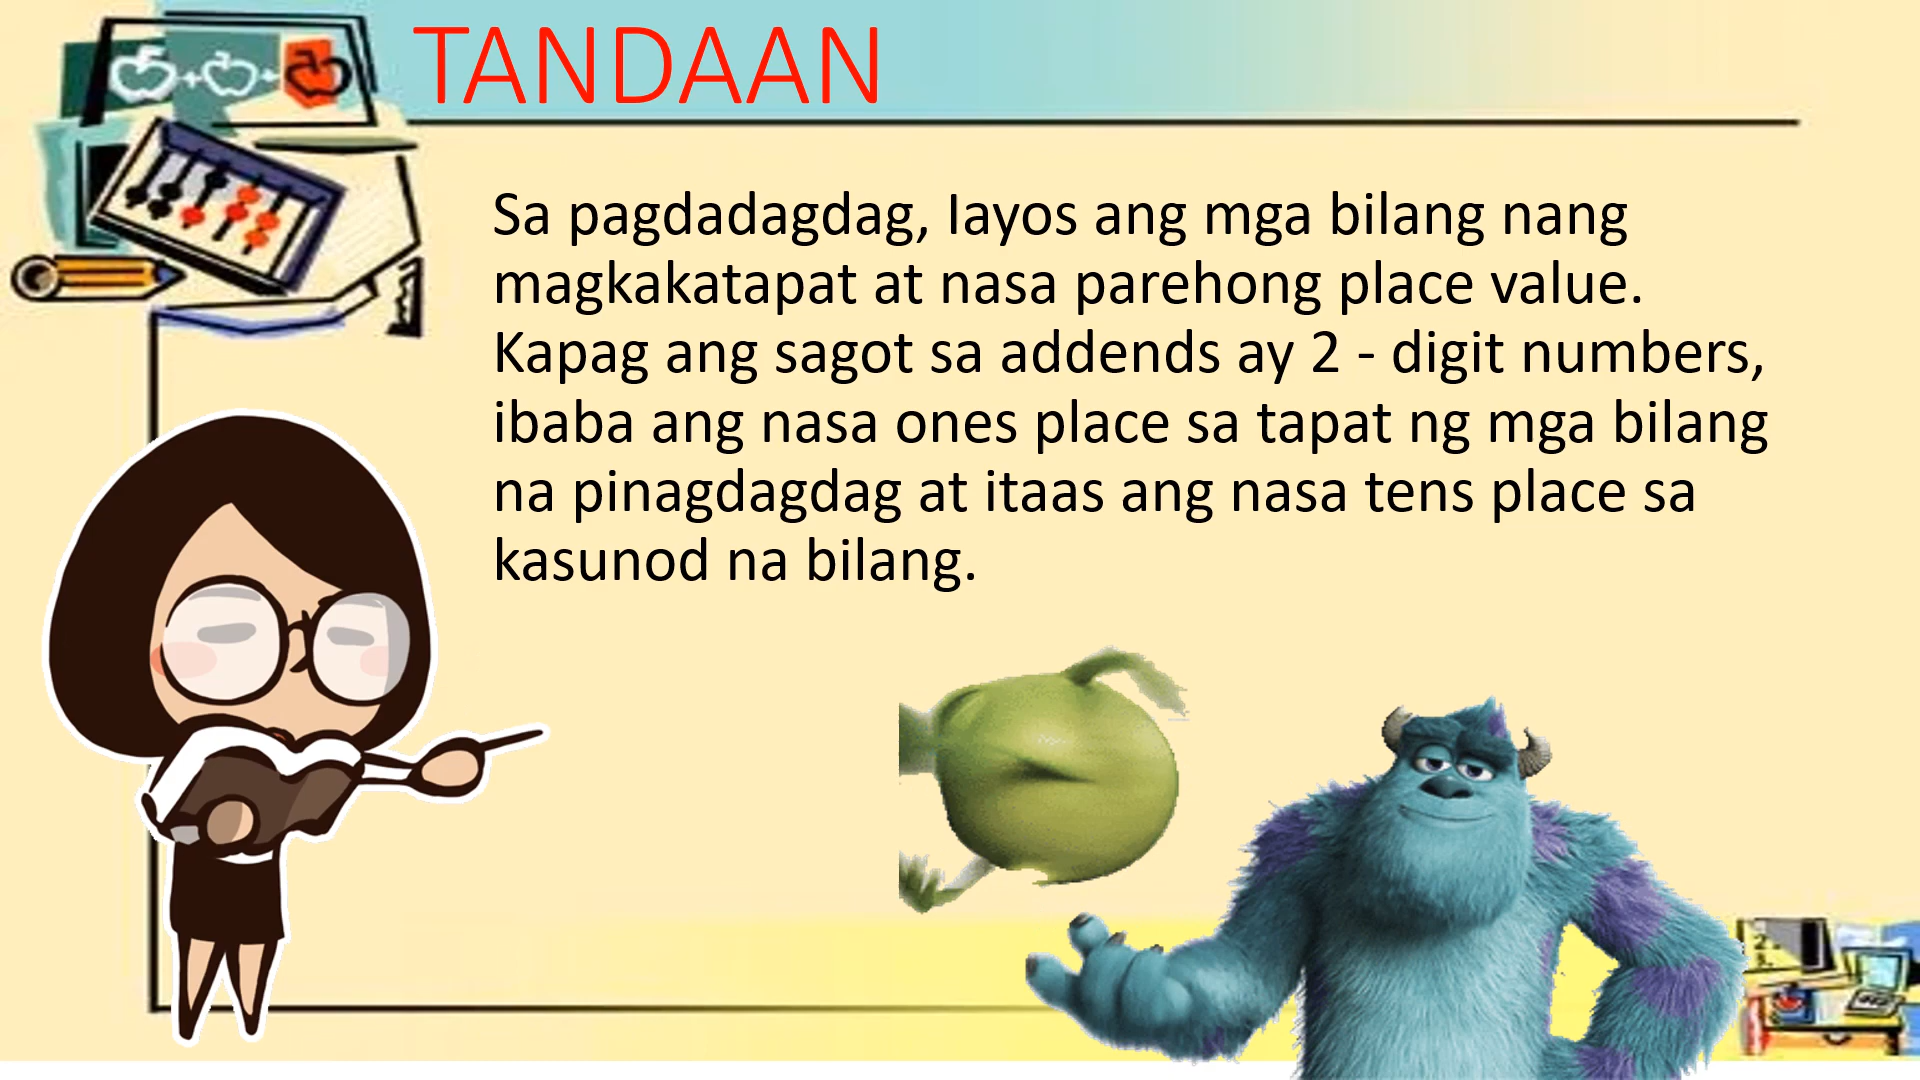 TANDAAN
Sa pagdadagdag, Iayos ang mga bilang nang
magkakatapat at nasa parehong place value.
Kapag ang sagot sa addends ay 2 - digit numbers,
ibaba ang nasa ones place sa tapat ng mga bilang
na pinagdagdag at itaas ang nasa tens place sa
kasunod na bilang.